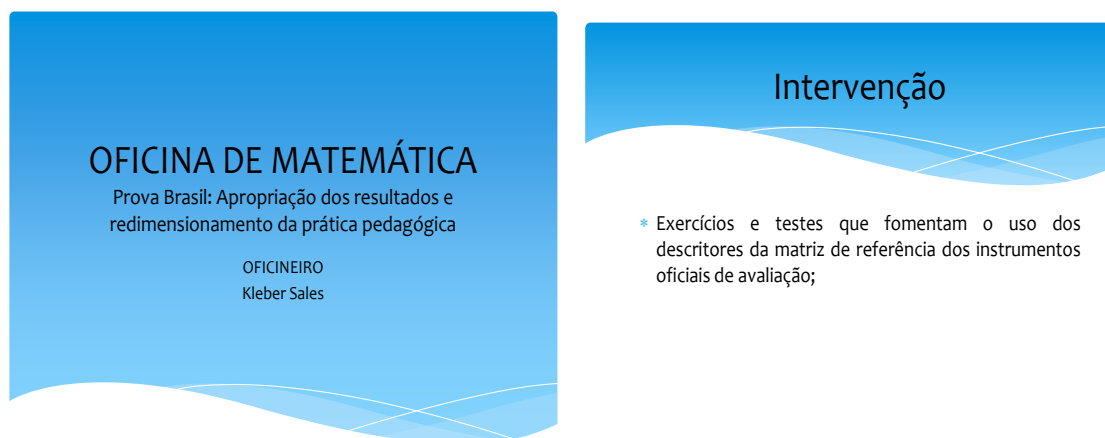 OFICINA DE MATEMÁTICA
Prova Brasil: Apropriação dos resultados e
redimensionamento da prática pedagógica
OFICINEIRO
Kleber Sales
Intervenção
* Exercícios e testes que fomentam o uso dos
descritores da matriz de referência dos instrumentos
oficiais de avaliação;